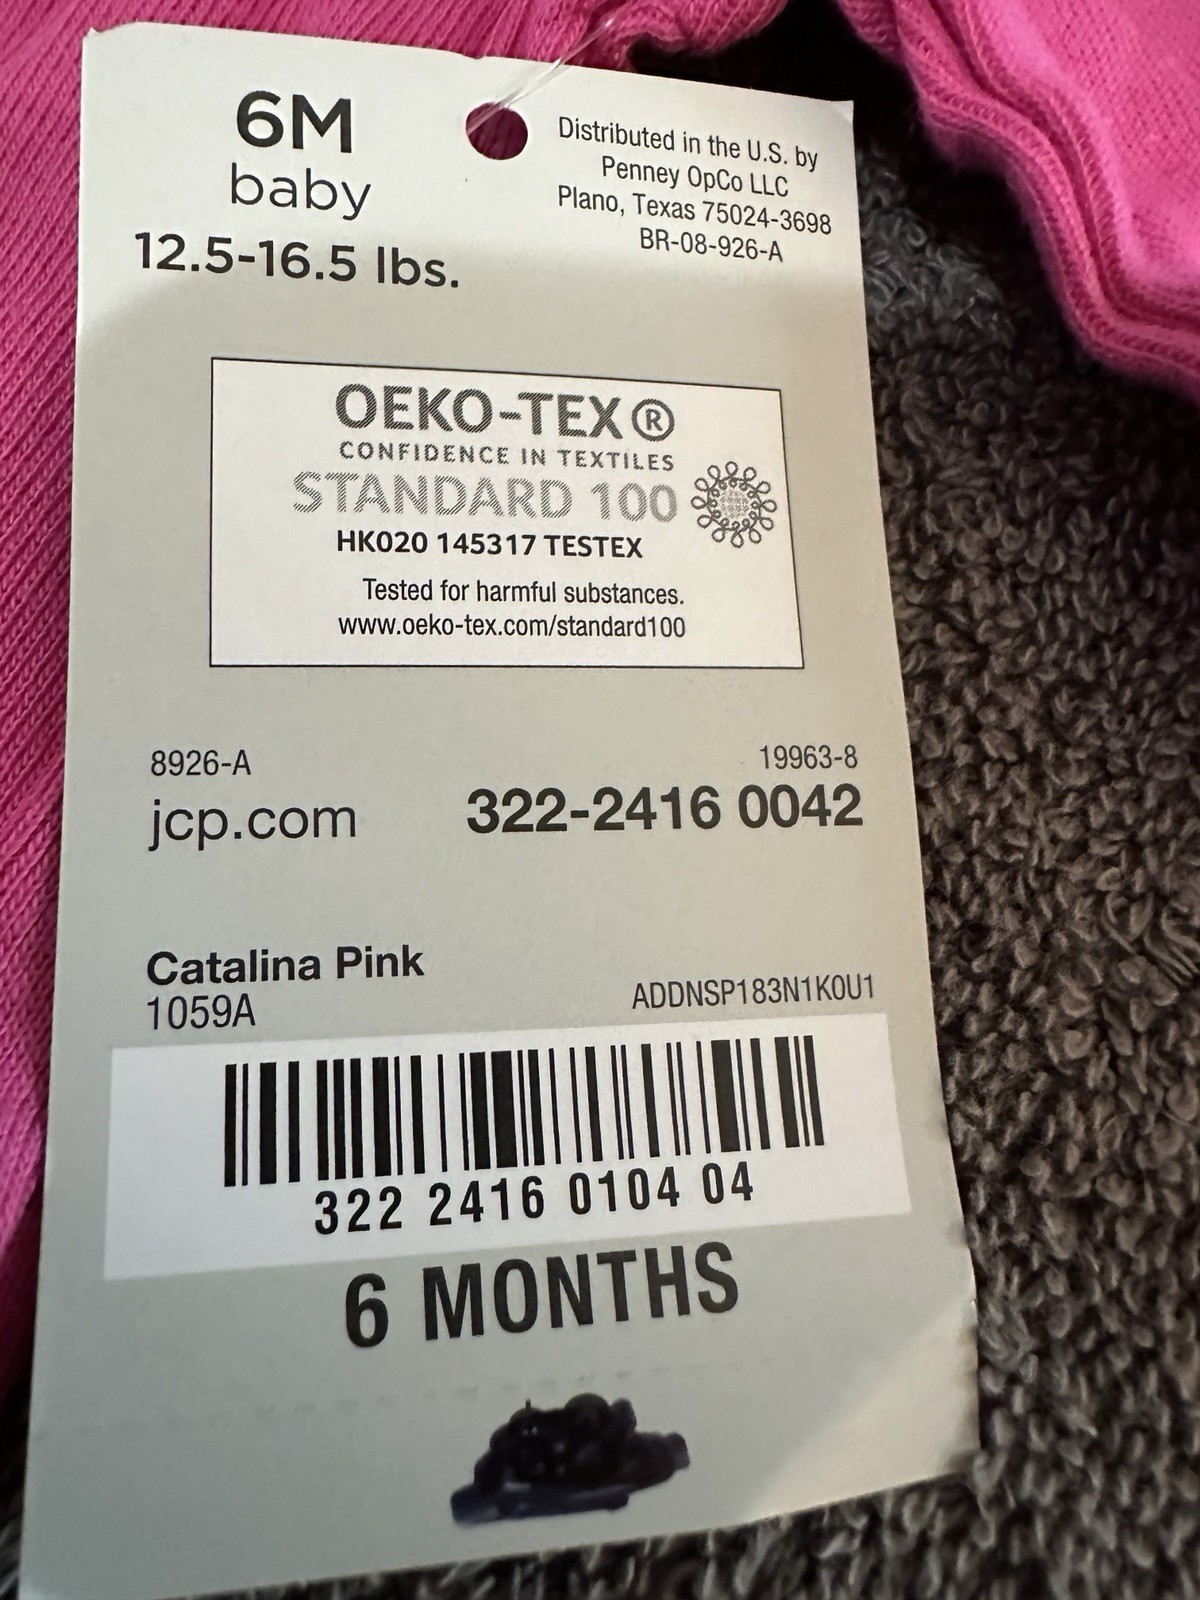 6M
baby
12.5-16.5 lbs.
Distributed in the U.S. by
Penney OpCo LLC
Plano, Texas 75024-3698
BR-08-926-A
OEKO-TEX®
CONFIDENCE IN TEXTILES
STANDARD 100
HK020 145317 TESTEX
Tested for harmful substances.
www.oeko-tex.com/standard100
8926-A
19963-8
jcp.com
322-2416 0042
Catalina Pink
1059A
ADDNSP183N1K0U1
322 2416 0104 04
6 MONTHS